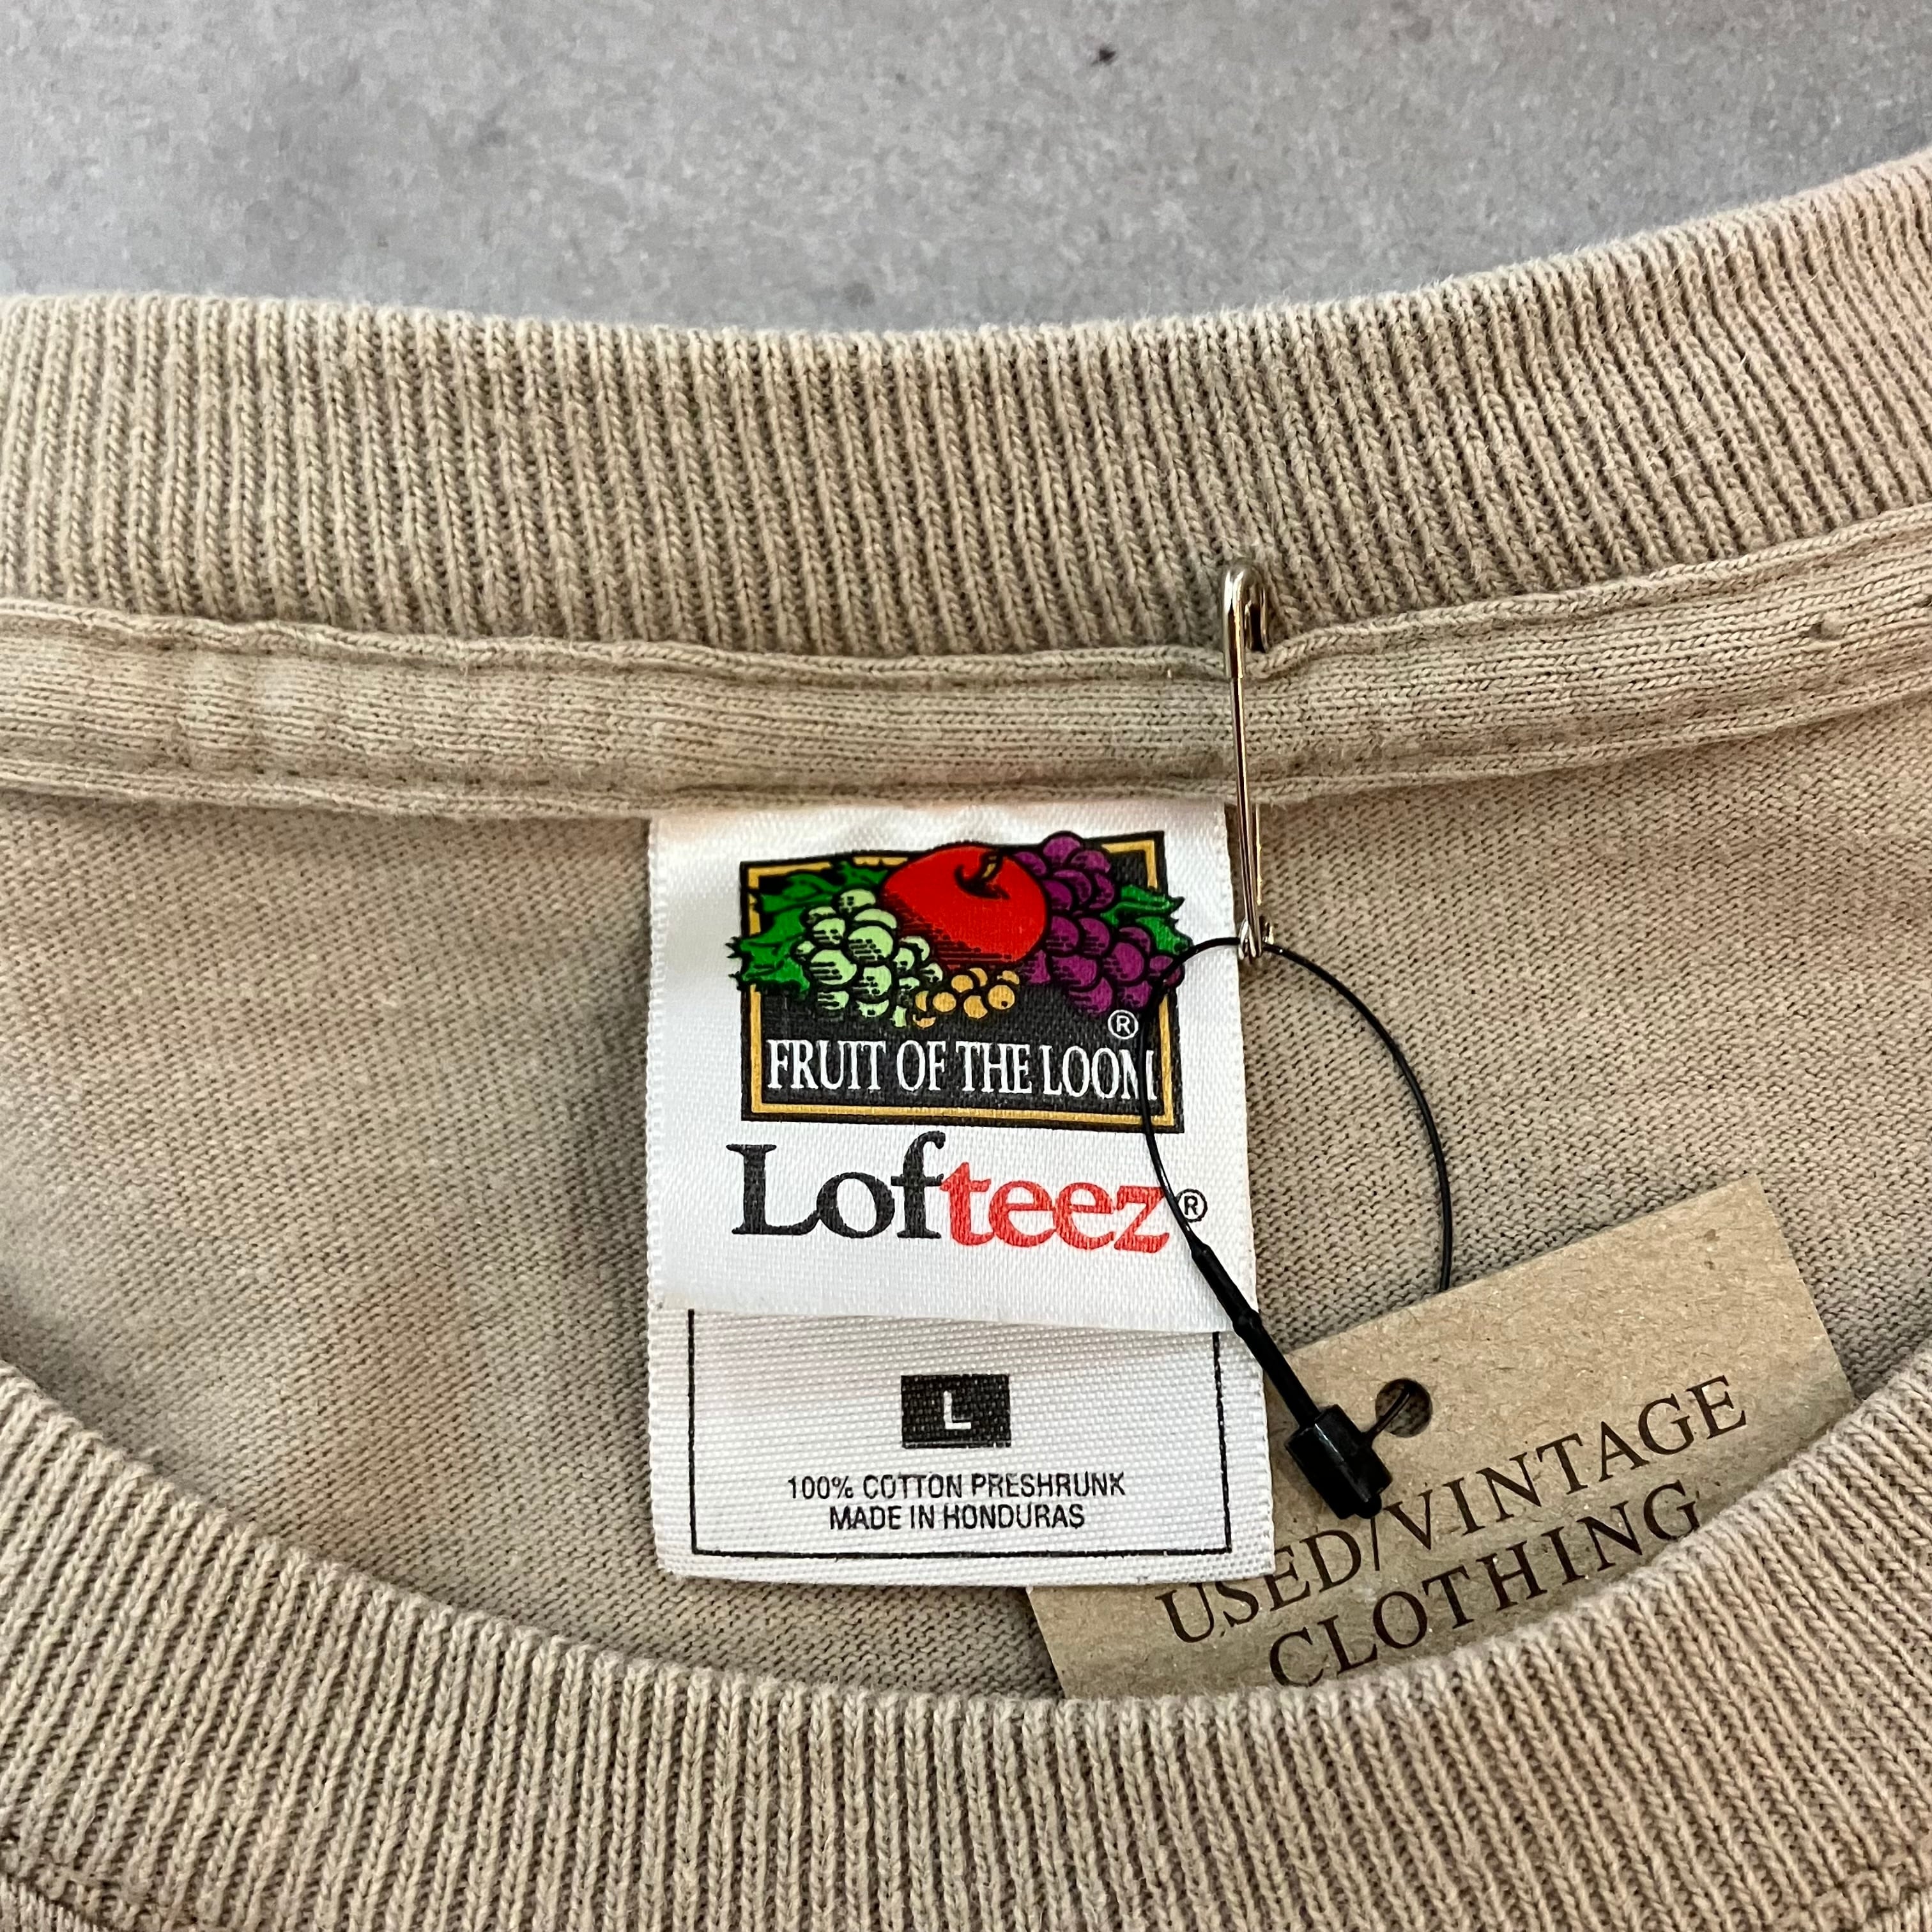 ®
FRUIT OF THE LOOM
Lofteez®
L
100% COTTON PRESHRUNK
MADE IN HONDURAS
USED/VINTAGE
CLOTHING